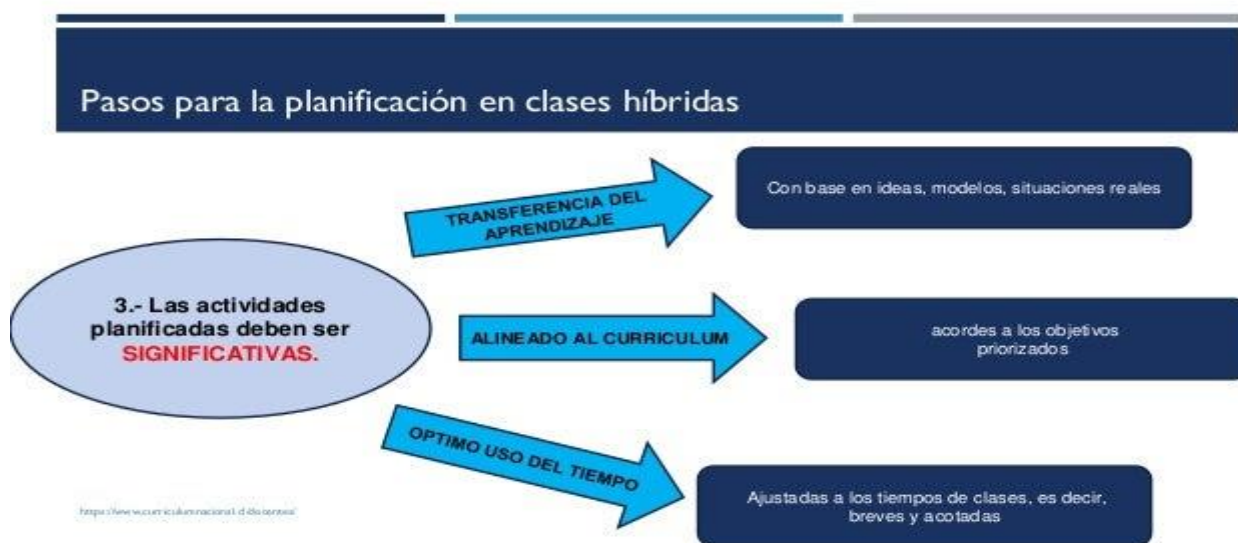 Pasos para la planificación en clases híbridas
TRANSFERENCIA DEL
APRENDIZAJE
Con base en ideas, modelos, situaciones reales
3.- Las actividades
planificadas deben ser
SIGNIFICATIVAS.
ALINEADO AL CURRICULUM
acordes a los objetivos
priorizados
OPTIMO USO DEL TIEMPO
Ajustadas a los tiempos de clases, es decir,
breves y acotadas